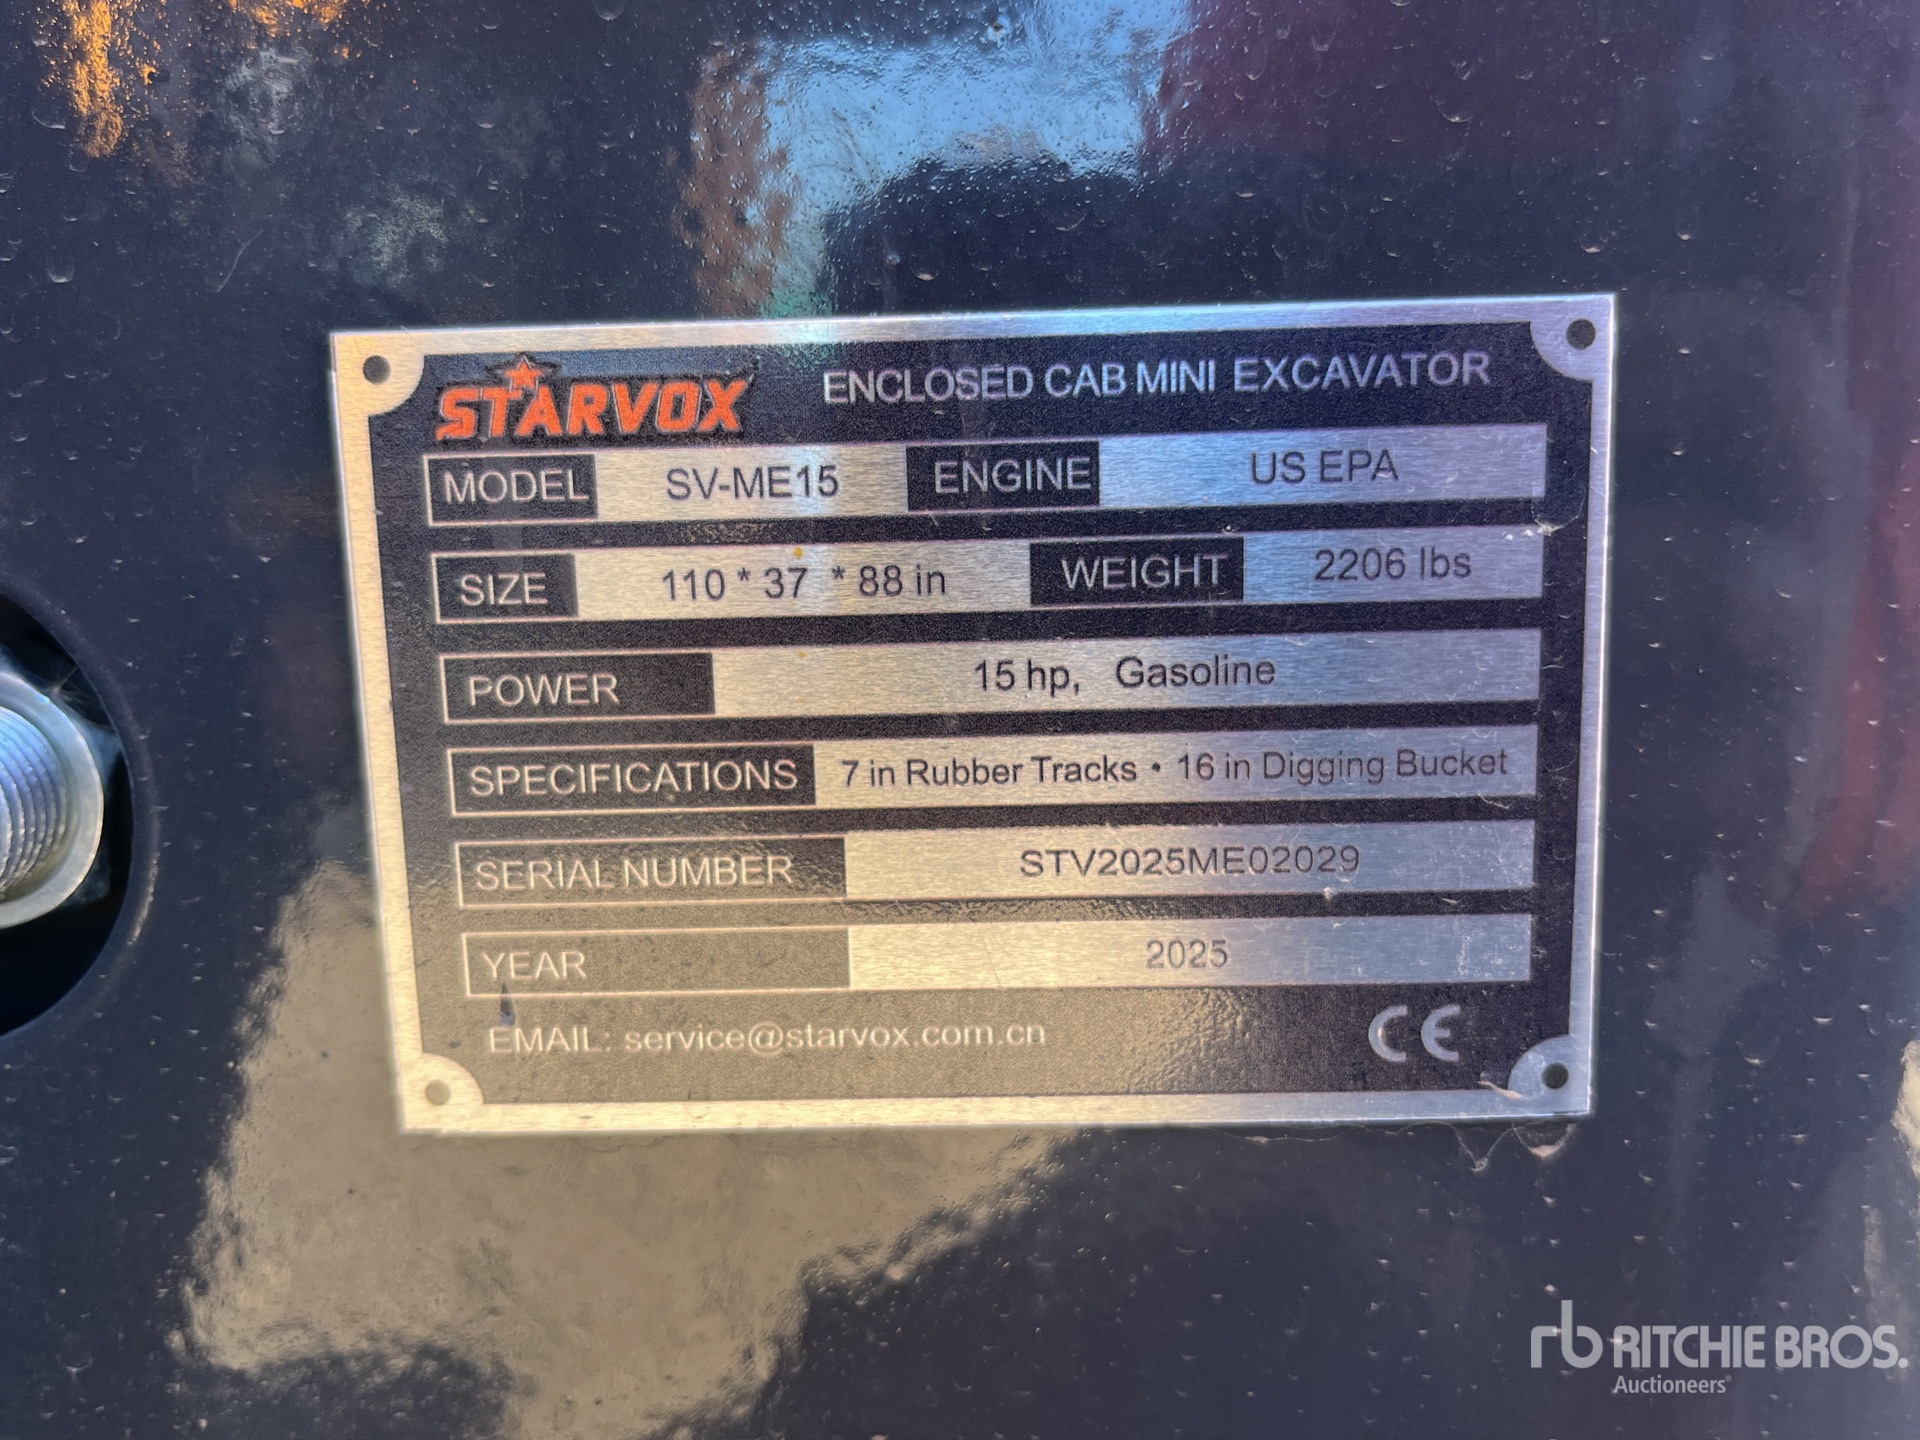 STARVOX ENCLOSED CAB MINI EXCAVATOR
MODEL SV-ME15 ENGINE US EPA
SIZE 110 * 37 * 88 in WEIGHT 2206 lbs
POWER 15 hp, Gasoline
SPECIFICATIONS 7 in Rubber Tracks • 16 in Digging Bucket
SERIAL NUMBER STV2025ME02029
YEAR 2025
EMAIL: service@starvox.com.cn CE
rb RITCHIE BROS.
Auctioneers